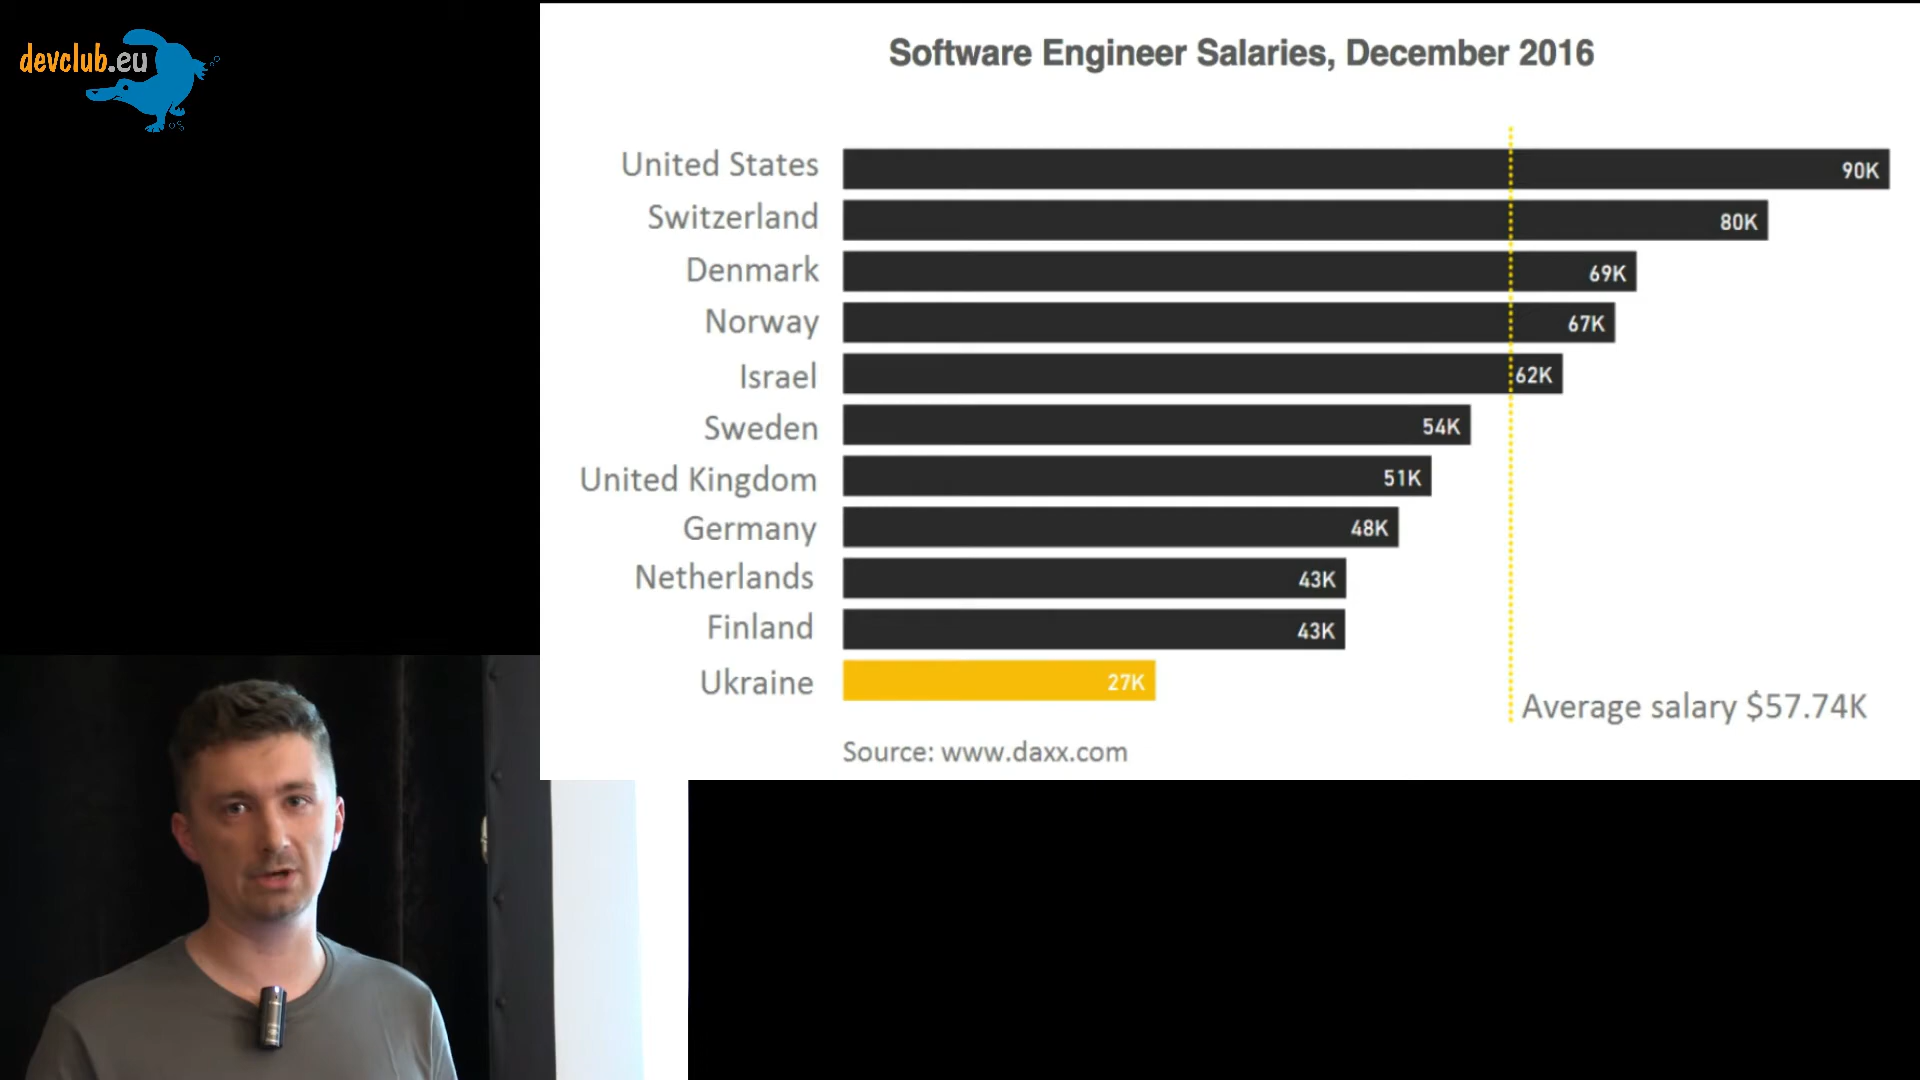 devclub.eu
Software Engineer Salaries, December 2016
United States 90K
Switzerland 80K
Denmark 69K
Norway 67K
Israel 62K
Sweden 54K
United Kingdom 51K
Germany 48K
Netherlands 43K
Finland 43K
Ukraine 27K
Average salary $57.74K
Source: www.daxx.com